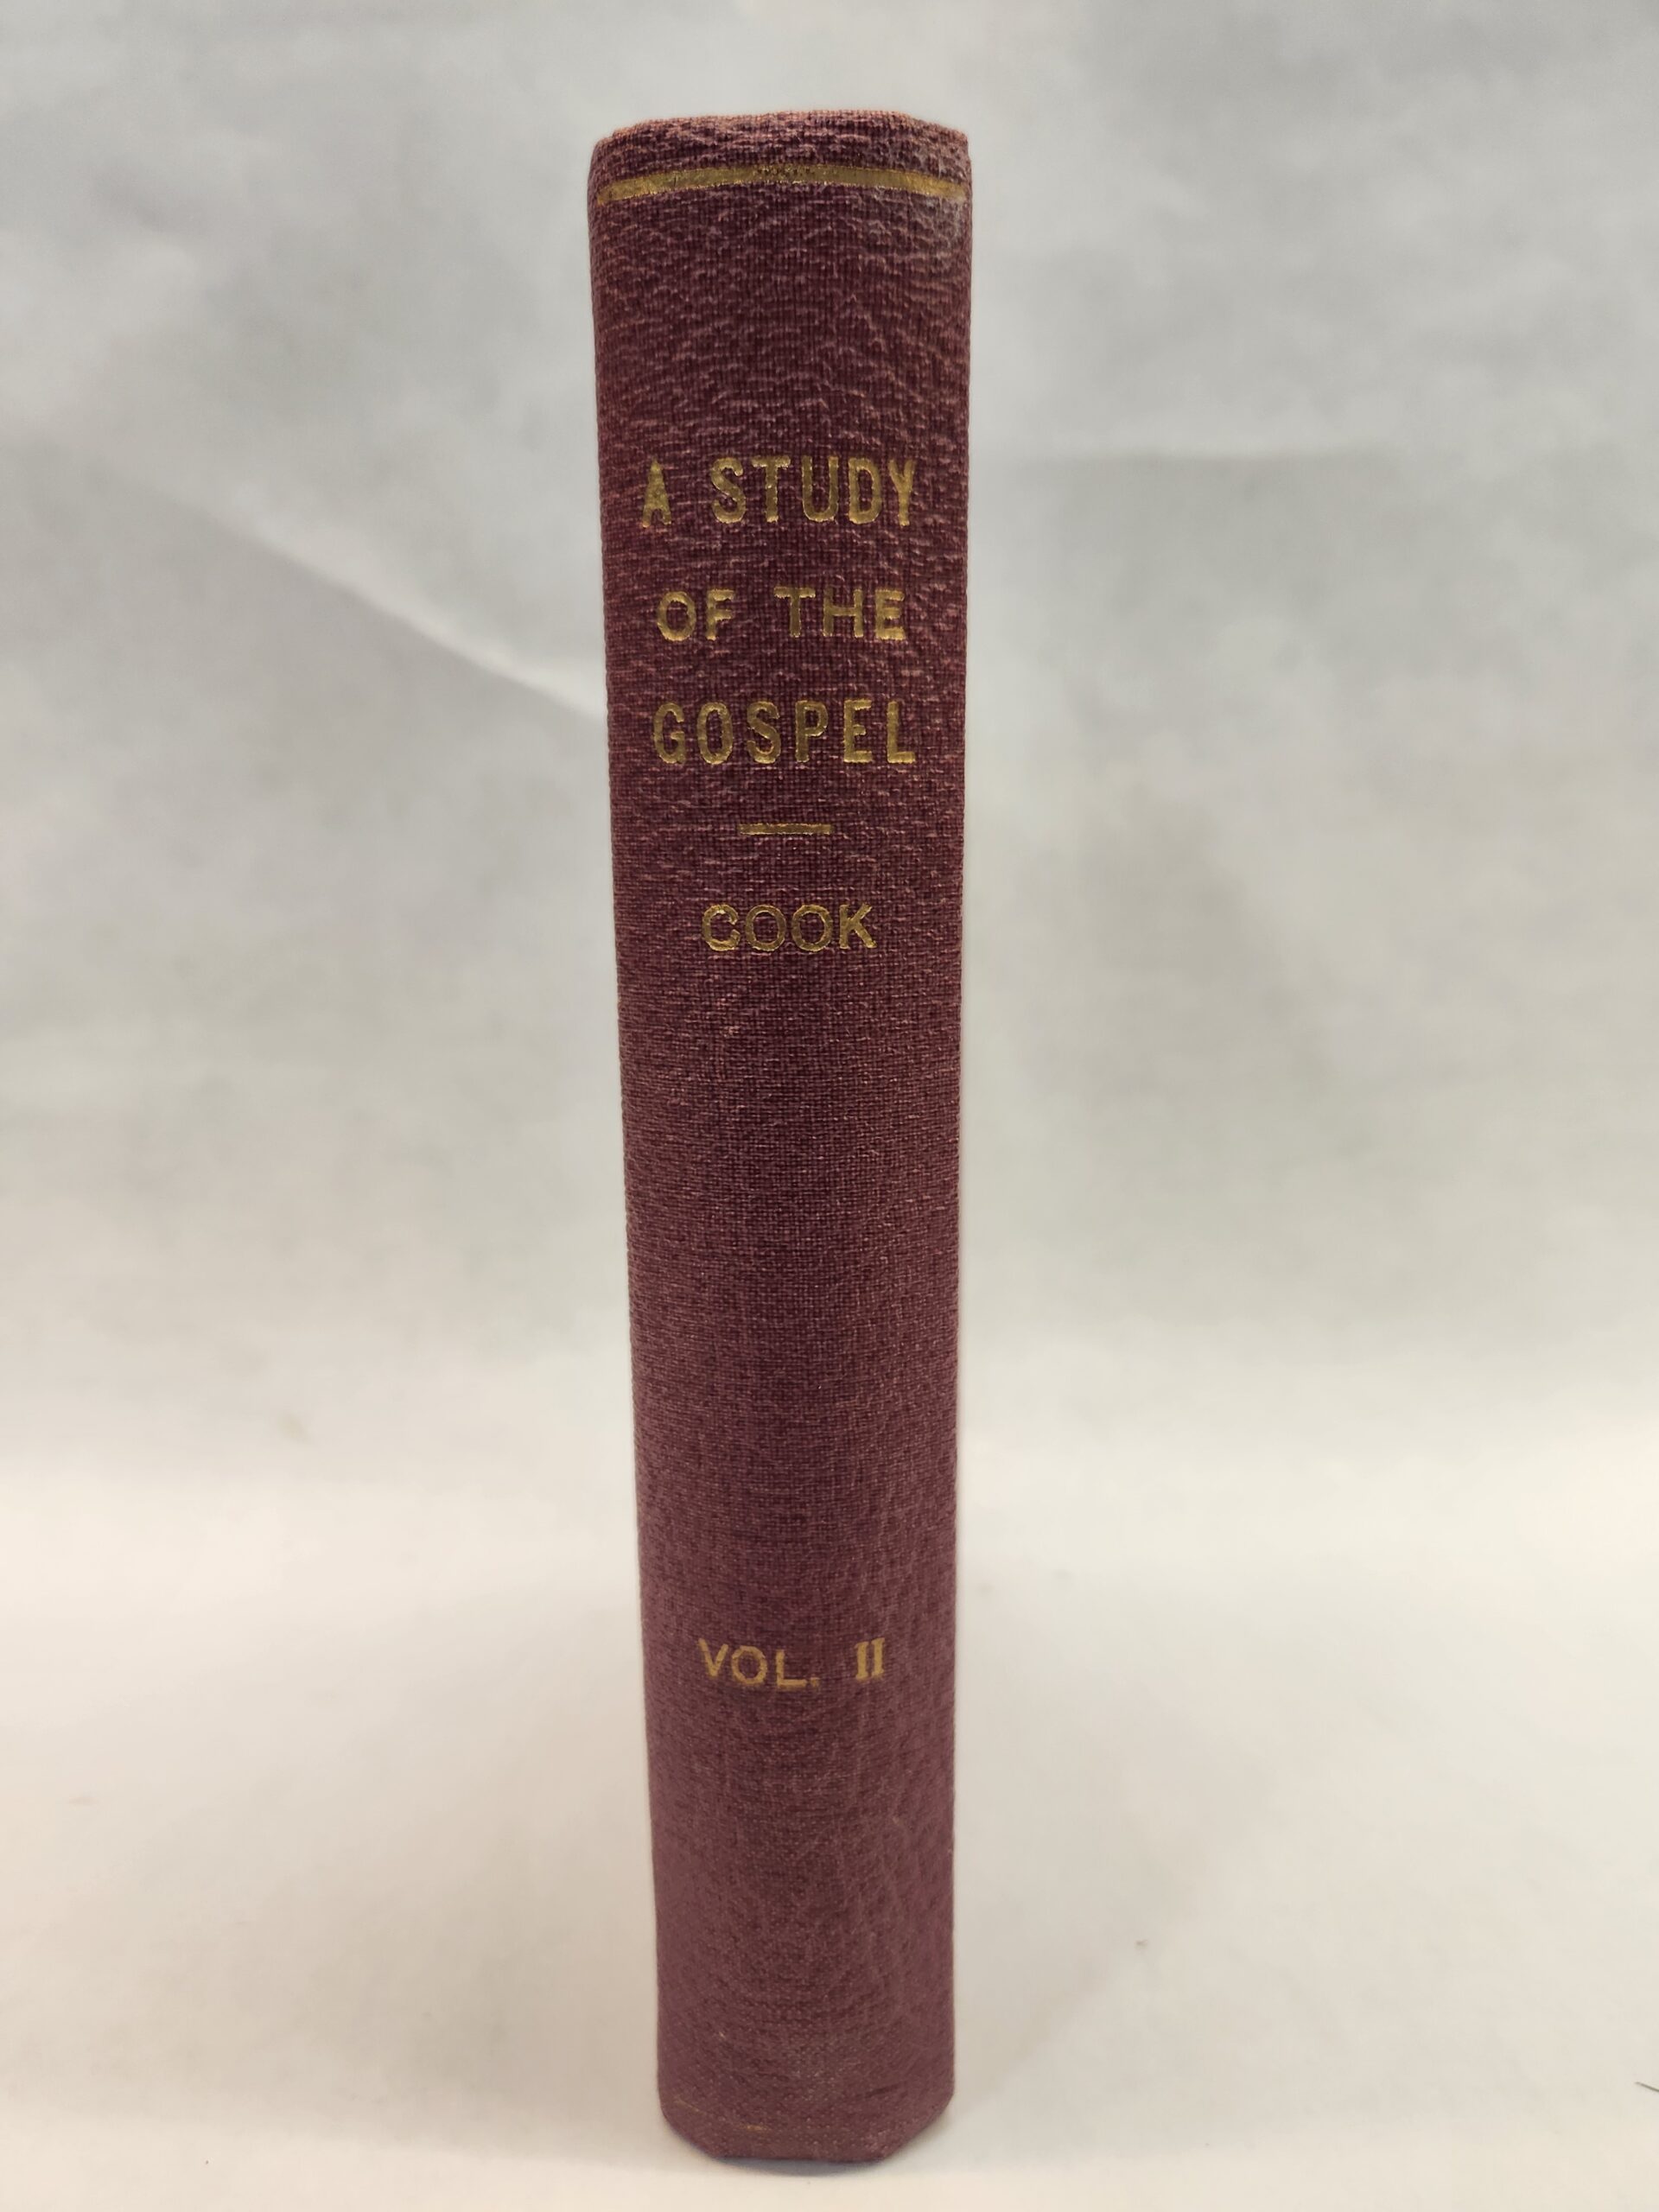 A STUDY
OF THE
GOSPEL
COOK
VOL. II